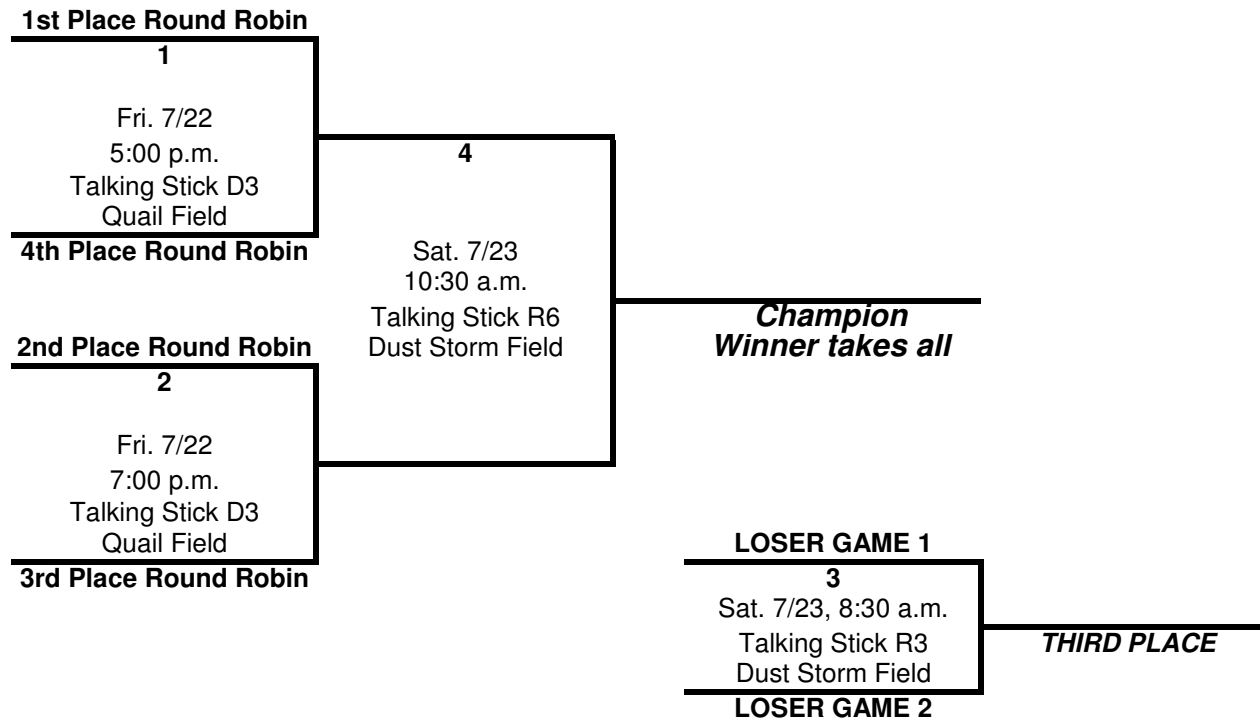 1st Place Round Robin
1
Fri. 7/22
5:00 p.m.
Talking Stick D3
Quail Field
4th Place Round Robin
2nd Place Round Robin
2
Fri. 7/22
7:00 p.m.
Talking Stick D3
Quail Field
3rd Place Round Robin
4
Sat. 7/23
10:30 a.m.
Talking Stick R6
Dust Storm Field
Champion
Winner takes all
LOSER GAME 1
3
Sat. 7/23, 8:30 a.m.
Talking Stick R3
Dust Storm Field
LOSER GAME 2
THIRD PLACE